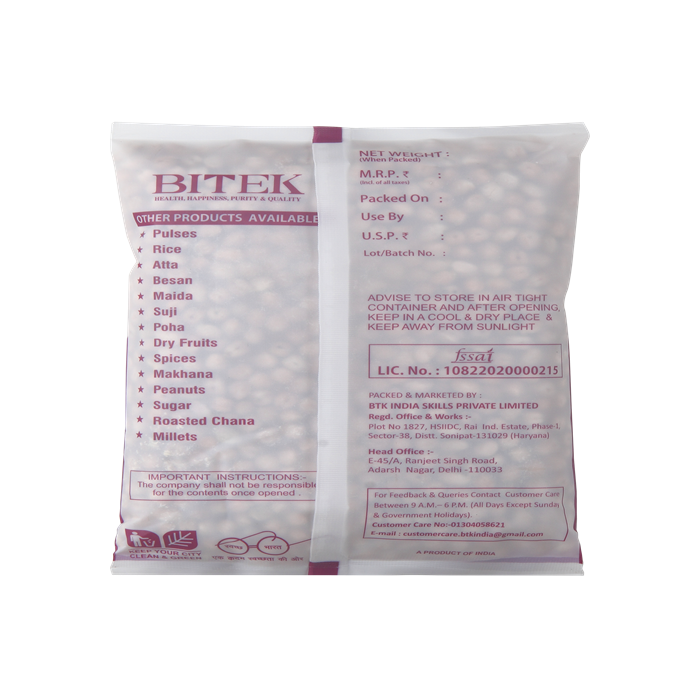 BITEK
HEALTH, HAPPINESS, PURITY & QUALITY
OTHER PRODUCTS AVAILABLE
★ Pulses
★ Rice
★ Atta
★ Besan
★ Maida
★ Suji
★ Poha
★ Dry Fruits
★ Spices
★ Makhana
★ Peanuts
★ Sugar
★ Roasted Chana
★ Millets
IMPORTANT INSTRUCTIONS:-
The company shall not be responsible
for the contents once opened .
KEEP YOUR CITY
CLEAN & GREEN
स्वच्छ भारत
एक कदम स्वच्छता की ओर
NET WEIGHT :
(When Packed)
M.R.P. ₹ :
(Incl. of all taxes)
Packed On :
Use By :
U.S.P. ₹ :
Lot/Batch No. :
ADVISE TO STORE IN AIR TIGHT
CONTAINER AND AFTER OPENING,
KEEP IN A COOL & DRY PLACE &
KEEP AWAY FROM SUNLIGHT
fssai
LIC. No. : 10822020000215
PACKED & MARKETED BY :
BTK INDIA SKILLS PRIVATE LIMITED
Regd. Office & Works :-
Plot No 1827, HSIIDC, Rai Ind. Estate, Phase-I,
Sector-38, Distt. Sonipat-131029 (Haryana)
Head Office :-
E-45/A, Ranjeet Singh Road,
Adarsh Nagar, Delhi -110033
For Feedback & Queries Contact Customer Care
Between 9 A.M.– 6 P.M. (All Days Except Sunday
& Government Holidays).
Customer Care No:-01304058621
E-mail : customercare.btkindia@gmail.com
A PRODUCT OF INDIA